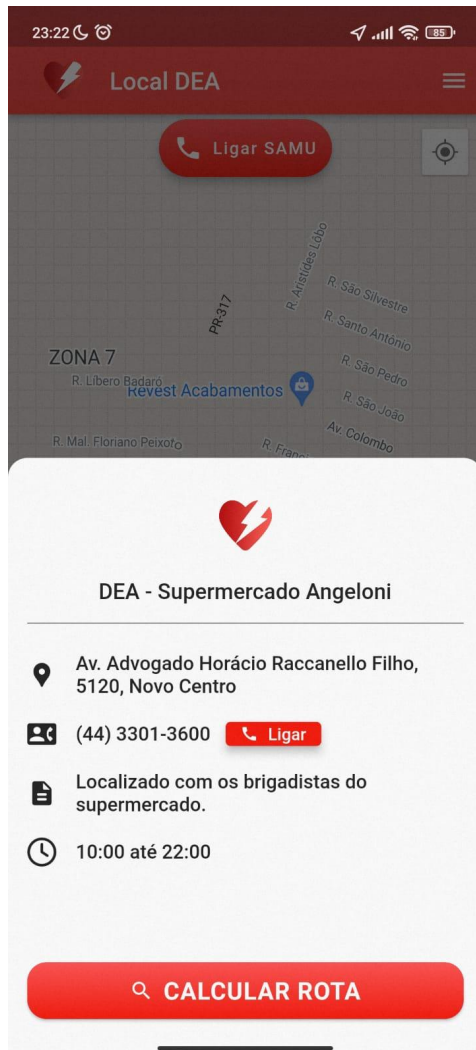 23:22
85
Local DEA
Ligar SAMU
R. Aristides Lôbo
R. São Silvestre
PR-317
R. Santo Antônio
ZONA 7
R. São Pedro
R. Líbero Badaró
Revest Acabamentos
R. São João
Av. Colombo
R. Mal. Floriano Peixoto
R. Fran
DEA - Supermercado Angeloni
Av. Advogado Horácio Raccanello Filho,
5120, Novo Centro
(44) 3301-3600
Ligar
Localizado com os brigadistas do
supermercado.
10:00 até 22:00
CALCULAR ROTA